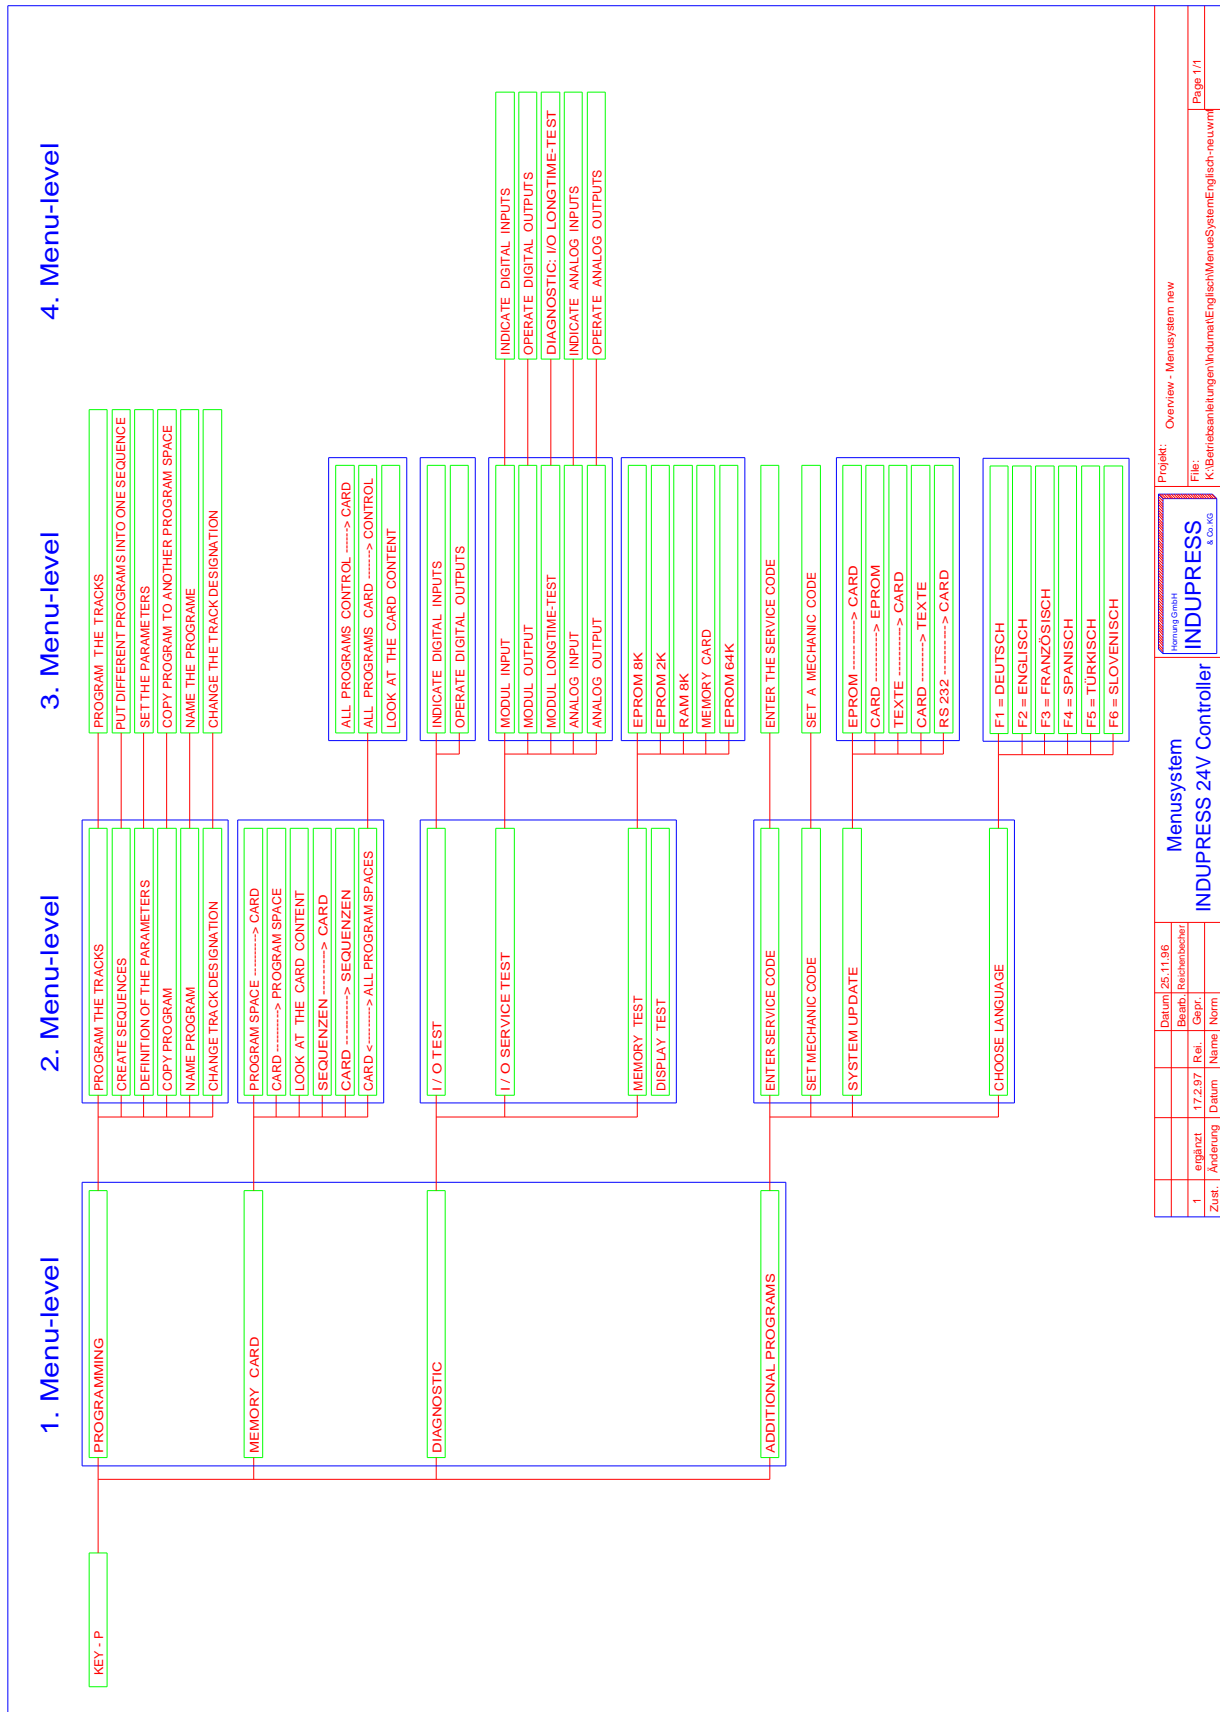 1. Menu-level
2. Menu-level
3. Menu-level
4. Menu-level
KEY - P
PROGRAMMING
MEMORY CARD
DIAGNOSTIC
ADDITIONAL PROGRAMS
PROGRAM THE TRACKS
CREATE SEQUENCES
DEFINITION OF THE PARAMETERS
COPY PROGRAM
NAME PROGRAM
CHANGE TRACK DESIGNATION
PROGRAM SPACE ----------> CARD
CARD ----------> PROGRAM SPACE
LOOK AT THE CARD CONTENT
SEQUENZEN ----------> CARD
CARD ----------> SEQUENZEN
CARD <---------- ALL PROGRAM SPACES
I / O TEST
I / O SERVICE TEST
MEMORY TEST
DISPLAY TEST
ENTER SERVICE CODE
SET MECHANIC CODE
SYSTEM UPDATE
CHOOSE LANGUAGE
PROGRAM THE TRACKS
PUT DIFFERENT PROGRAMS INTO ONE SEQUENCE
SET THE PARAMETERS
COPY PROGRAM TO ANOTHER PROGRAM SPACE
NAME THE PROGRAME
CHANGE THE TRACK DESIGNATION
ALL PROGRAMS CONTROL ------> CARD
ALL PROGRAMS CARD --------> CONTROL
LOOK AT THE CARD CONTENT
INDICATE DIGITAL INPUTS
OPERATE DIGITAL OUTPUTS
MODUL INPUT
MODUL OUTPUT
MODUL LONGTIME-TEST
ANALOG INPUT
ANALOG OUTPUT
EPROM 8K
EPROM 2K
RAM 8K
MEMORY CARD
EPROM 64K
ENTER THE SERVICE CODE
SET A MECHANIC CODE
EPROM ----------> CARD
CARD ----------> EPROM
TEXTE ----------> CARD
CARD ----------> TEXTE
RS 232 ----------> CARD
F1 = DEUTSCH
F2 = ENGLISCH
F3 = FRANZÖSISCH
F4 = SPANISCH
F5 = TÜRKISCH
F6 = SLOVENISCH
INDICATE DIGITAL INPUTS
OPERATE DIGITAL OUTPUTS
DIAGNOSTIC: I/O LONGTIME-TEST
INDICATE ANALOG INPUTS
OPERATE ANALOG OUTPUTS
Datum 25.11.96
Bearb. Reichenbecher
1 ergänzt 17.2.97 Rei. Gepr.
Zust. Änderung Datum Name Norm
Menusystem
INDUPRESS 24V Controller
Hornung GmbH
INDUPRESS
& Co. KG
Projekt: Overview - Menusystem new
File:
K:\Betriebsanleitungen\Indumat\Englisch\MenueSystemEnglisch-neu.wmf
Page 1/1